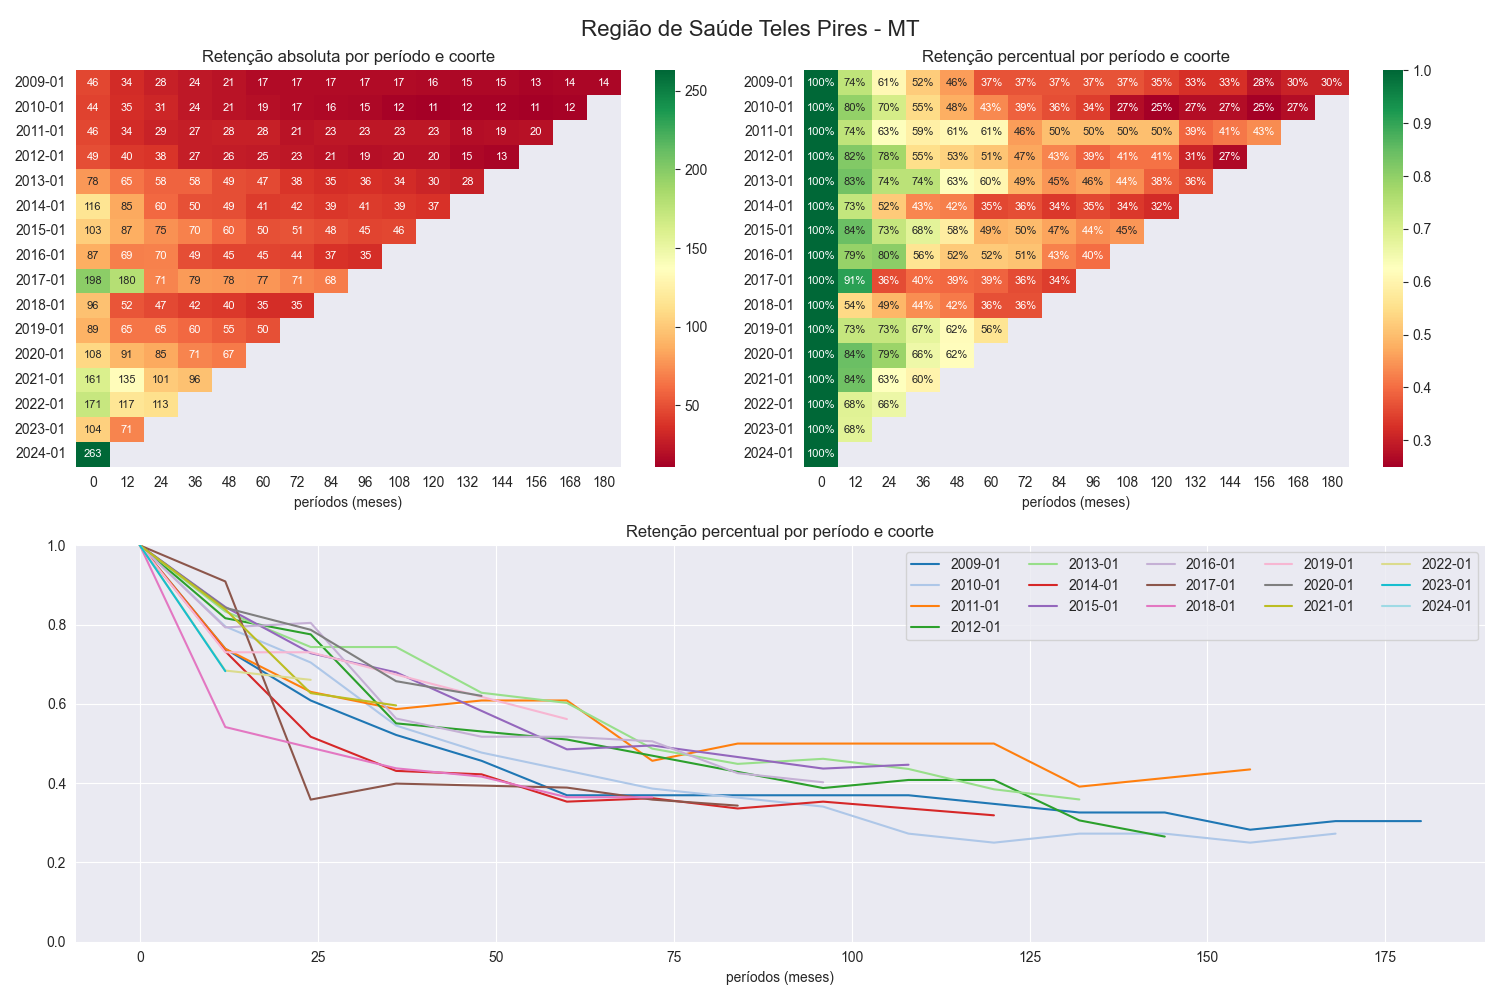 Região de Saúde Teles Pires - MT
Retenção absoluta por período e coorte
2009-01 46 34 28 24 21 17 17 17 17 17 16 15 15 13 14 14
2010-01 44 35 31 24 21 19 17 16 15 12 11 12 12 11 12
2011-01 46 34 29 27 28 28 21 23 23 23 23 18 19 20
2012-01 49 40 38 27 26 25 23 21 19 20 20 15 13
2013-01 78 65 58 58 49 47 38 35 36 34 30 28
2014-01 116 85 60 50 49 41 42 39 41 39 37
2015-01 103 87 75 70 60 50 51 48 45 46
2016-01 87 69 70 49 45 45 44 37 35
2017-01 198 180 71 79 78 77 71 68
2018-01 96 52 47 42 40 35 35
2019-01 89 65 65 60 55 50
2020-01 108 91 85 71 67
2021-01 161 135 101 96
2022-01 171 117 113
2023-01 104 71
2024-01 263
0 12 24 36 48 60 72 84 96 108 120 132 144 156 168 180
períodos (meses)
250
200
150
100
50
Retenção percentual por período e coorte
2009-01 100% 74% 61% 52% 46% 37% 37% 37% 37% 37% 35% 33% 33% 28% 30% 30%
2010-01 100% 80% 70% 55% 48% 43% 39% 36% 34% 27% 25% 27% 27% 25% 27%
2011-01 100% 74% 63% 59% 61% 61% 46% 50% 50% 50% 50% 39% 41% 43%
2012-01 100% 82% 78% 55% 53% 51% 47% 43% 39% 41% 41% 31% 27%
2013-01 100% 83% 74% 74% 63% 60% 49% 45% 46% 44% 38% 36%
2014-01 100% 73% 52% 43% 42% 35% 36% 34% 35% 34% 32%
2015-01 100% 84% 73% 68% 58% 49% 50% 47% 44% 45%
2016-01 100% 79% 80% 56% 52% 52% 51% 43% 40%
2017-01 100% 91% 36% 40% 39% 39% 36% 34%
2018-01 100% 54% 49% 44% 42% 36% 36%
2019-01 100% 73% 73% 67% 62% 56%
2020-01 100% 84% 79% 66% 62%
2021-01 100% 84% 63% 60%
2022-01 100% 68% 66%
2023-01 100% 68%
2024-01 100%
0 12 24 36 48 60 72 84 96 108 120 132 144 156 168 180
períodos (meses)
1.0
0.9
0.8
0.7
0.6
0.5
0.4
0.3
Retenção percentual por período e coorte
1.0
0.8
0.6
0.4
0.2
0.0
2009-01 2013-01 2016-01 2019-01 2022-01
2010-01 2014-01 2017-01 2020-01 2023-01
2011-01 2015-01 2018-01 2021-01 2024-01
2012-01
0 25 50 75 100 125 150 175
períodos (meses)